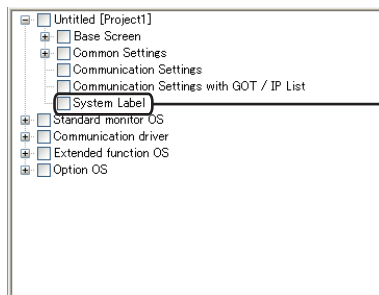 Untitled [Project1]
Base Screen
Common Settings
Communication Settings
Communication Settings with GOT / IP List
System Label
Standard monitor OS
Communication driver
Extended function OS
Option OS